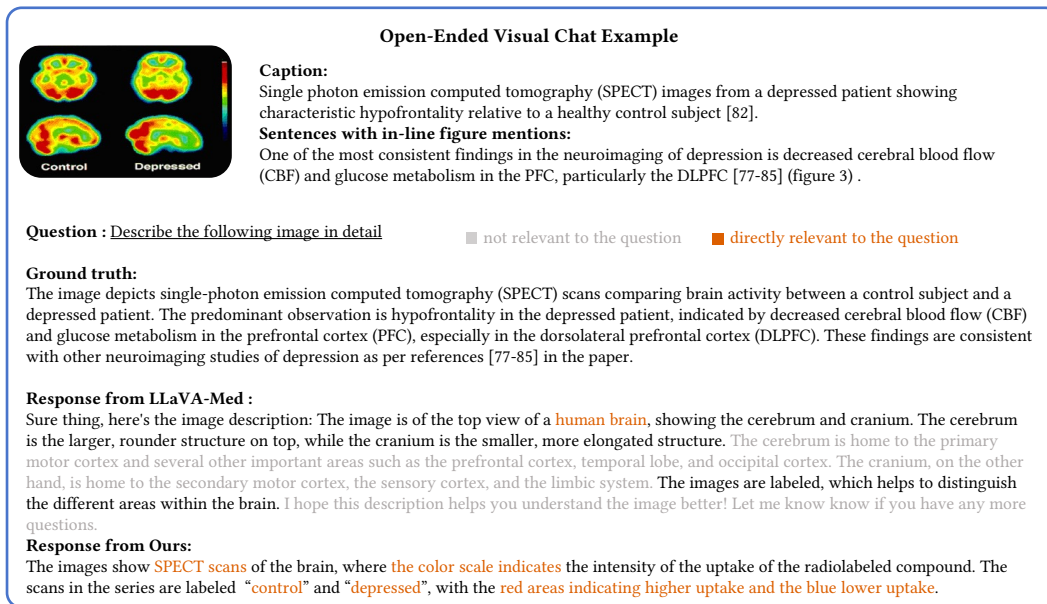 Open-Ended Visual Chat Example
Control
Depressed
Caption:
Single photon emission computed tomography (SPECT) images from a depressed patient showing
characteristic hypofrontality relative to a healthy control subject [82].
Sentences with in-line figure mentions:
One of the most consistent findings in the neuroimaging of depression is decreased cerebral blood flow
(CBF) and glucose metabolism in the PFC, particularly the DLPFC [77-85] (figure 3) .
Question : Describe the following image in detail
not relevant to the question
directly relevant to the question
Ground truth:
The image depicts single-photon emission computed tomography (SPECT) scans comparing brain activity between a control subject and a
depressed patient. The predominant observation is hypofrontality in the depressed patient, indicated by decreased cerebral blood flow (CBF)
and glucose metabolism in the prefrontal cortex (PFC), especially in the dorsolateral prefrontal cortex (DLPFC). These findings are consistent
with other neuroimaging studies of depression as per references [77-85] in the paper.
Response from LLaVA-Med :
Sure thing, here's the image description: The image is of the top view of a human brain, showing the cerebrum and cranium. The cerebrum
is the larger, rounder structure on top, while the cranium is the smaller, more elongated structure. The cerebrum is home to the primary
motor cortex and several other important areas such as the prefrontal cortex, temporal lobe, and occipital cortex. The cranium, on the other
hand, is home to the secondary motor cortex, the sensory cortex, and the limbic system. The images are labeled, which helps to distinguish
the different areas within the brain. I hope this description helps you understand the image better! Let me know know if you have any more
questions.
Response from Ours:
The images show SPECT scans of the brain, where the color scale indicates the intensity of the uptake of the radiolabeled compound. The
scans in the series are labeled “control” and “depressed”, with the red areas indicating higher uptake and the blue lower uptake.